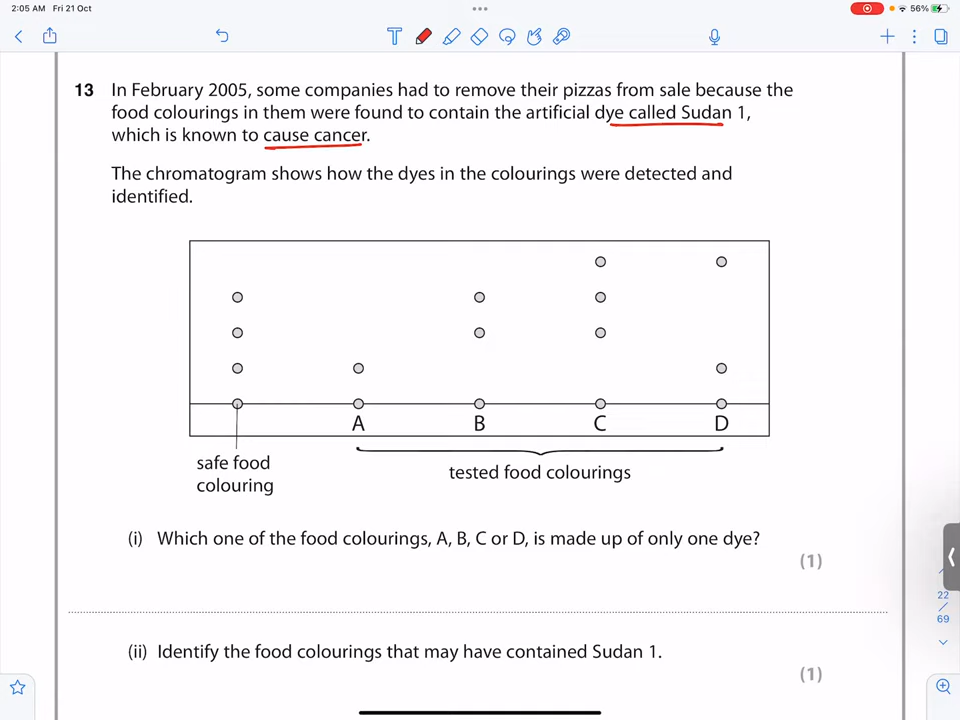 2:05 AM Fri 21 Oct
56%
13 In February 2005, some companies had to remove their pizzas from sale because the
food colourings in them were found to contain the artificial dye called Sudan 1,
which is known to cause cancer.
The chromatogram shows how the dyes in the colourings were detected and
identified.
A B C D
safe food
colouring
tested food colourings
(i) Which one of the food colourings, A, B, C or D, is made up of only one dye?
(1)
(ii) Identify the food colourings that may have contained Sudan 1.
(1)
22
/
69